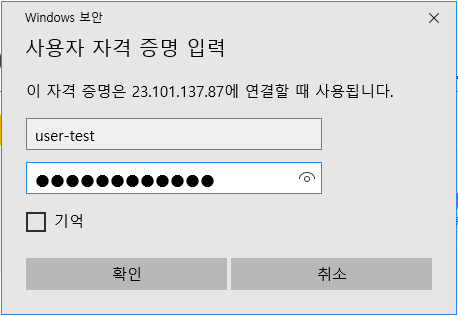 Windows 보안
사용자 자격 증명 입력
이 자격 증명은 23.101.137.87에 연결할 때 사용됩니다.
user-test
●●●●●●●●●●●●
기억
확인
취소